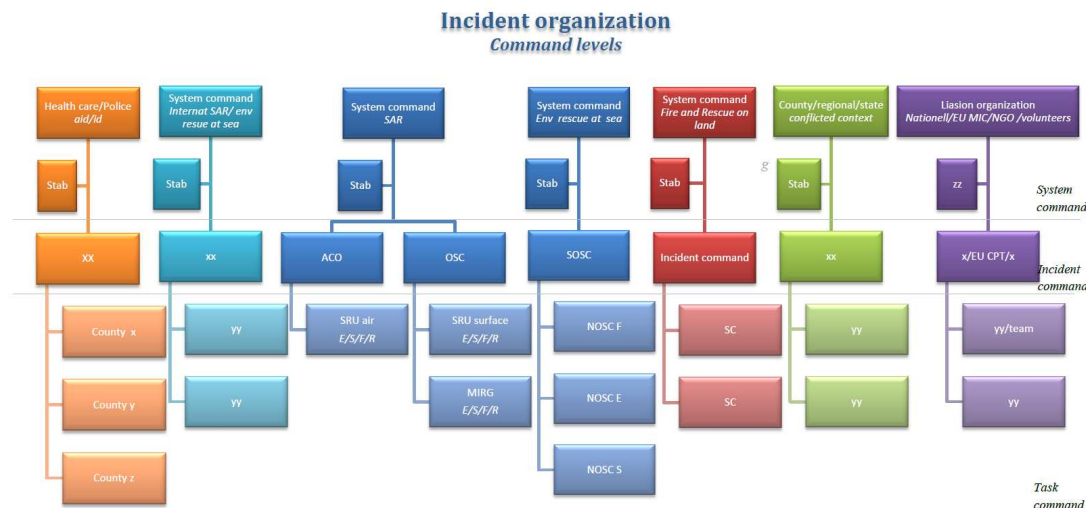 Incident organization
Command levels
Health care/Police
aid/id
System command
Internat SAR/ env
resue at sea
System command
SAR
System command
Env rescue at sea
System command
Fire and Rescue on
land
County/regional/state
conflicted context
Liasion organization
Nationell/EU MIC/NGO /volunteers
Stab
Stab
Stab
Stab
Stab
g
Stab
zz
System
command
XX
xx
ACO
OSC
SOSC
Incident command
xx
x/EU CPT/x
Incident
command
County x
yy
SRU air
E/S/F/R
SRU surface
E/S/F/R
NOSC F
SC
yy
yy/team
County y
yy
MIRG
E/S/F/R
NOSC E
SC
yy
yy
County z
NOSC S
Task
command